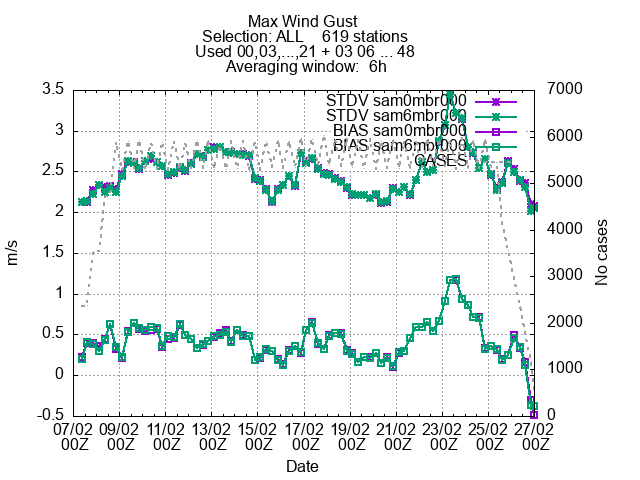 Max Wind Gust
Selection: ALL 619 stations
Used 00,03,...,21 + 03 06 ... 48
Averaging window: 6h
STDV sam0mbr000
STDV sam6mbr000
BIAS sam0mbr000
BIAS sam6mbr000
CASES
3.5
3
2.5
2
1.5
1
0.5
0
-0.5
m/s
7000
6000
5000
4000
3000
2000
1000
0
No cases
07/02 09/02 11/02 13/02 15/02 17/02 19/02 21/02 23/02 25/02 27/02
00Z 00Z 00Z 00Z 00Z 00Z 00Z 00Z 00Z 00Z 00Z
Date